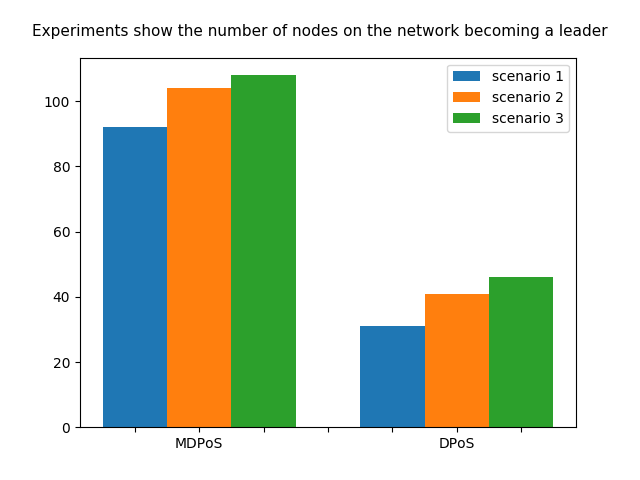 Experiments show the number of nodes on the network becoming a leader
scenario 1
scenario 2
scenario 3
100
80
60
40
20
0
MDPoS DPoS